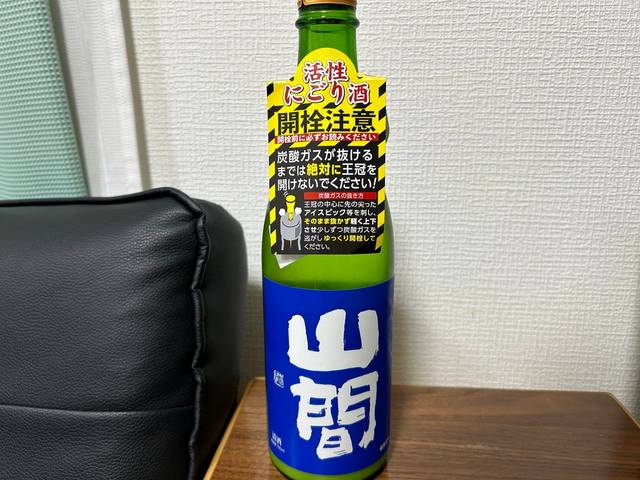 活性
にごり酒
開栓注意
開栓前に必ずお読みください
炭酸ガスが抜ける
までは絶対に王冠を
開けないでください!
炭酸ガスの抜き方
王冠の中心に先の尖った
アイスピック等を刺し、
そのまま抜かず軽く上下
させ少しずつ炭酸ガスを
逃がしゆっくり開栓して
ください。
山
間